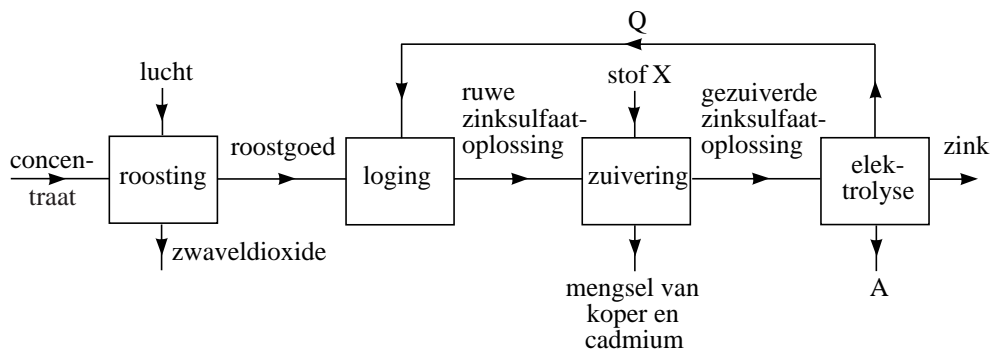 Q
lucht
stof X
ruwe
zinksulfaat-
oplossing
gezuiverde
zinksulfaat-
oplossing
concen-
traat
roosting
roostgoed
loging
zuivering
elek-
trolyse
zink
zwaveldioxide
mengsel van
koper en
cadmium
A